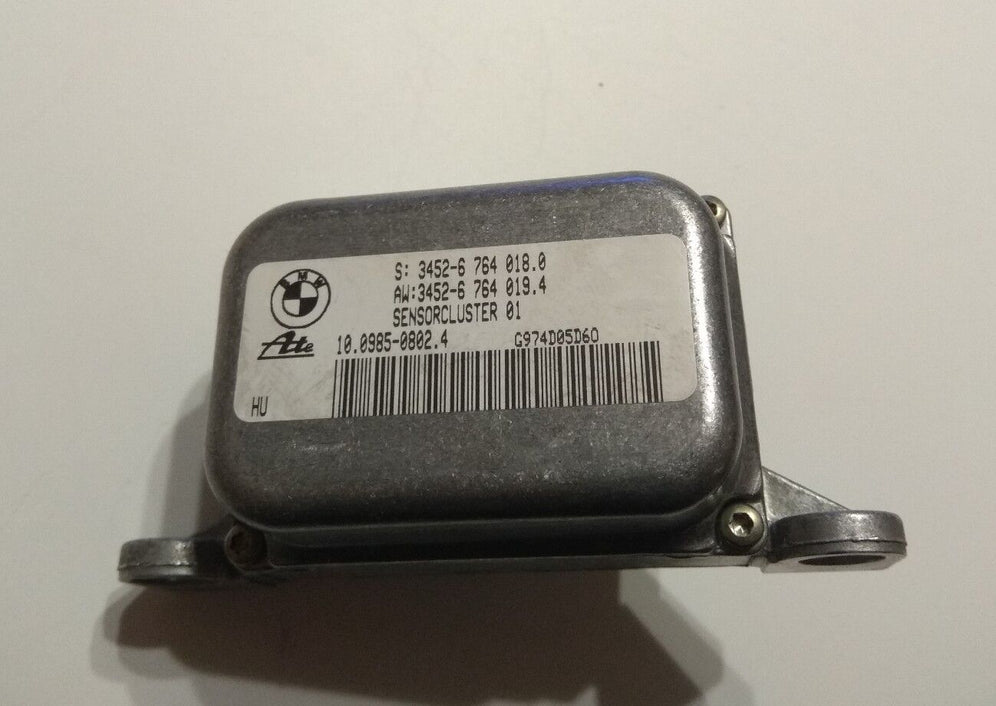 BMW
S: 3452-6 764 018.0
AW:3452-6 764 019.4
SENSORCLUSTER 01
Ate
10.0985-0802.4 G974D05D60
HU